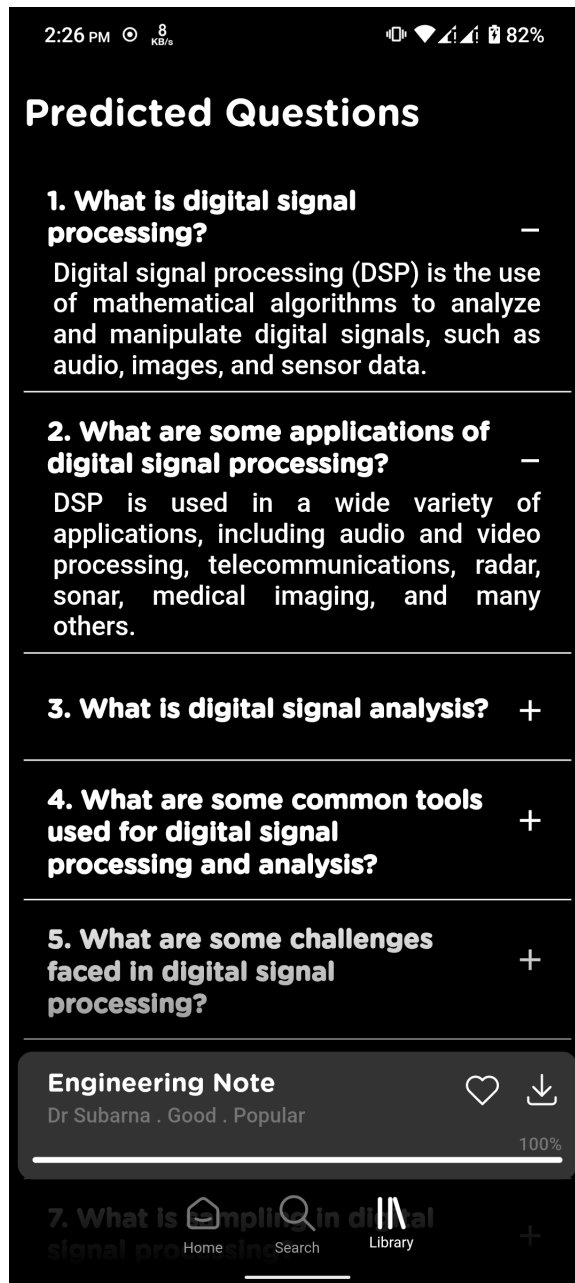 2:26 PM 8 KB/s 82%
Predicted Questions
1. What is digital signal
processing?
Digital signal processing (DSP) is the use
of mathematical algorithms to analyze
and manipulate digital signals, such as
audio, images, and sensor data.
2. What are some applications of
digital signal processing?
DSP is used in a wide variety of
applications, including audio and video
processing, telecommunications, radar,
sonar, medical imaging, and many
others.
3. What is digital signal analysis?
4. What are some common tools
used for digital signal
processing and analysis?
5. What are some challenges
faced in digital signal
processing?
Engineering Note
Dr Subarna . Good . Popular
100%
7. What is sampling in digital
signal processing?
Home Search Library